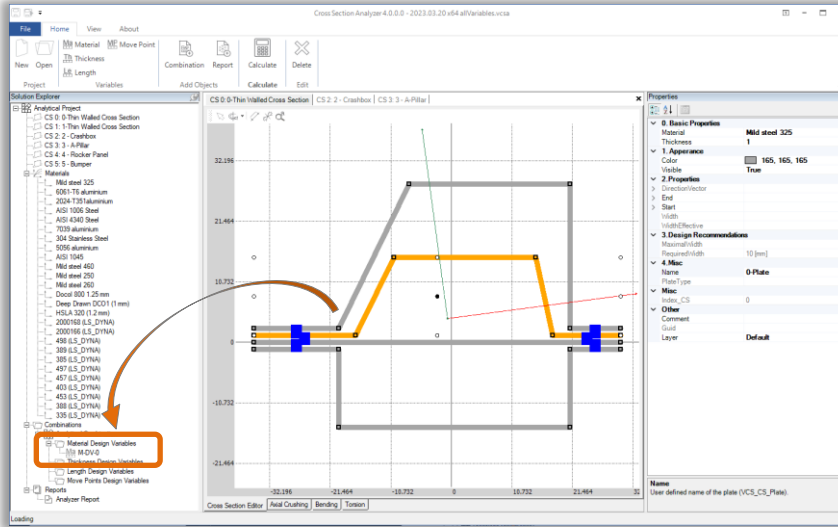 Cross Section Analyzer 4.0.0.0 - 2023.03.20 x64 allVariables.vcsa
File Home View About
New Open
Material Move Point
Thickness
Length
Combination Report Calculate Delete
Project Variables Add Objects Calculate Edit
Solution Explorer
Analytical Project
CS 0: 0-Thin Walled Cross Section
CS 1: 1-Thin Walled Cross Section
CS 2: 2 - Crashbox
CS 3: 3 - A-Pillar
CS 4: 4 - Rocker Panel
CS 5: 5 - Bumper
Materials
Mild steel 325
6061-T6 aluminium
2024-T351aluminium
AISI 1006 Steel
AISI 4340 Steel
7039 aluminium
304 Stainless Steel
5056 aluminium
AISI 1045
Mild steel 460
Mild steel 250
Mild steel 260
Docol 800 1.25 mm
Deep Drawn DC01 (1 mm)
HSLA 320 (1.2 mm)
2000168 (LS_DYNA)
2000166 (LS_DYNA)
498 (LS_DYNA)
389 (LS_DYNA)
385 (LS_DYNA)
497 (LS_DYNA)
457 (LS_DYNA)
403 (LS_DYNA)
453 (LS_DYNA)
388 (LS_DYNA)
335 (LS_DYNA)
Combinations
Material Design Variables
M-DV-0
Thickness Design Variables
Length Design Variables
Move Points Design Variables
Reports
Analyzer Report
Loading
CS 0: 0-Thin Walled Cross Section CS 2: 2 - Crashbox CS 3: 3 - A-Pillar
32.196
21.464
10.732
0
-10.732
-21.464
-32.196 -21.464 -10.732 0 10.732 21.464
Cross Section Editor Axial Crushing Bending Torsion
Properties
0. Basic Properties
Material Mild steel 325
Thickness 1
1. Apperance
Color 165, 165, 165
Visible True
2. Properties
DirectionVector
End
Start
Width
WidthEffective
3. Design Recommendations
MaximalWidth
RequiredWidth 10 [mm]
4. Misc
Name 0-Plate
PlateType
Misc
Index_CS 0
Other
Comment
Guid
Layer Default
Name
User defined name of the plate (VCS_CS_Plate).